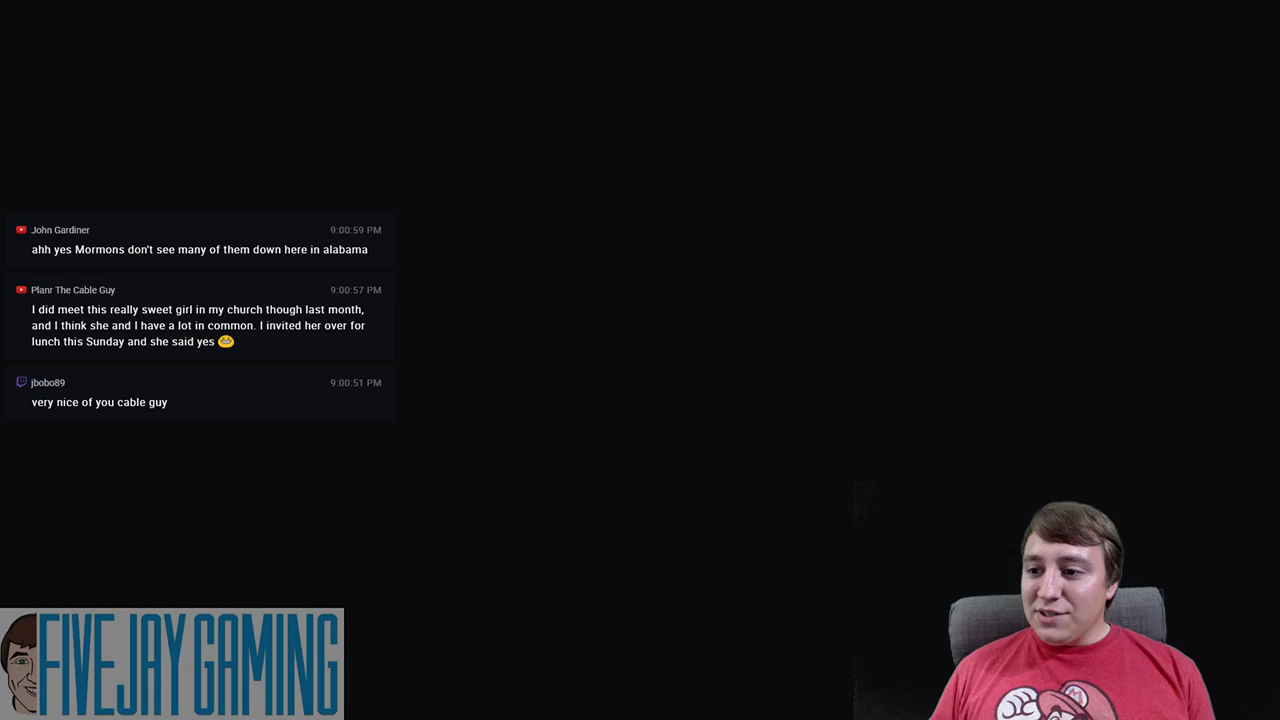 John Gardiner 9:00:59 PM
ahh yes Mormons don't see many of them down here in alabama
Planr The Cable Guy 9:00:57 PM
I did meet this really sweet girl in my church though last month,
and I think she and I have a lot in common. I invited her over for
lunch this Sunday and she said yes
jbobo89 9:00:51 PM
very nice of you cable guy
FIVEJAYGAMING
M